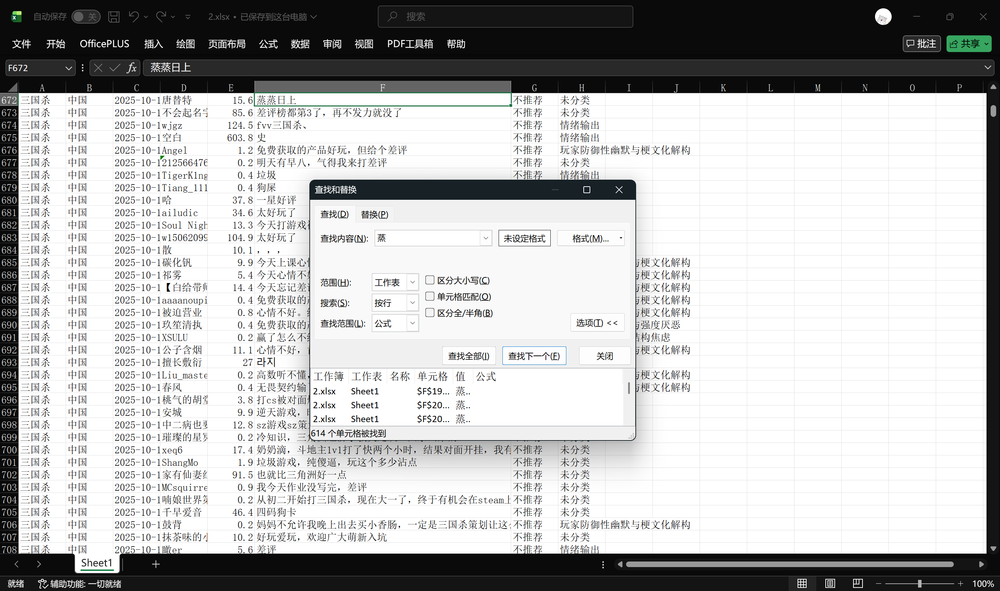 自动保存 关 2.xlsx • 已保存到这台电脑 搜索
文件 开始 OfficePLUS 插入 绘图 页面布局 公式 数据 审阅 视图 PDF工具箱 帮助 批注 共享
F672 fx 蒸蒸日上
A B C D E F G H I J K L M N O P
672 三国杀 中国 2025-10-1 唐替特 15.6 蒸蒸日上 不推荐 未分类
673 三国杀 中国 2025-10-1 不会起名字 85.6 差评榜都第3了，再不发力就没了 不推荐 未分类
674 三国杀 中国 2025-10-1 wjgz 124.5 fvv三国杀、 不推荐 情绪输出
675 三国杀 中国 2025-10-1 空白 603.8 史 不推荐 情绪输出
676 三国杀 中国 2025-10-1 Angel 1.2 免费获取的产品好玩，但给个差评 不推荐 玩家防御性幽默与梗文化解构
677 三国杀 中国 2025-10-1 212566476 0.2 明天有早八，气得我来打差评 不推荐 未分类
678 三国杀 中国 2025-10-1 TigerK1ng 0.4 垃圾 不推荐 情绪输出
679 三国杀 中国 2025-10-1 Tiang_111 0.4 狗屎
680 三国杀 中国 2025-10-1 哈 37.8 一星好评
681 三国杀 中国 2025-10-1 ailudic 34.6 太好玩了
682 三国杀 中国 2025-10-1 Soul Nigh 13.3 今天打游戏
683 三国杀 中国 2025-10-1 w15062099 104.9 太好玩了
684 三国杀 中国 2025-10-1 散 10.1 ，，，
685 三国杀 中国 2025-10-1 碳化钒 9.9 今天上课心 与梗文化解构
686 三国杀 中国 2025-10-1 祁雾 5.4 今天心情不 与梗文化解构
687 三国杀 中国 2025-10-1 【白给带师 14.4 今天忘记差 与梗文化解构
688 三国杀 中国 2025-10-1 aaaanoupi 0.4 免费获取的 与梗文化解构
689 三国杀 中国 2025-10-1 被迫营业 0.8 心情不好。 与梗文化解构
690 三国杀 中国 2025-10-1 玖笙清执 0.4 免费获取的 与强度厌恶
691 三国杀 中国 2025-10-1 XSULU 0.2 赢了怎么不 结构焦虑
692 三国杀 中国 2025-10-1 公子含烟 11.1 心情不好， 与梗文化解构
693 三国杀 中国 2025-10-1 擅长敷衍 27 라지
694 三国杀 中国 2025-10-1 Liu_maste 0.2 高数听不懂， 与梗文化解构
695 三国杀 中国 2025-10-1 春风 0.4 无畏契约输 与梗文化解构
696 三国杀 中国 2025-10-1 桃气的胡 3.8 打cs被对面
697 三国杀 中国 2025-10-1 安城 9.9 逆天游戏，
698 三国杀 中国 2025-10-1 中二病也要 12.8 sz游戏sz策
699 三国杀 中国 2025-10-1 璀璨的星 0.2 冷知识，三
700 三国杀 中国 2025-10-1 xeq6 17.4 奶奶滴，斗地主1v1打了快两个小时，结果对面开挂，我有 不推荐 未分类
701 三国杀 中国 2025-10-1 ShangMo 1.9 垃圾游戏，纯傻逼，玩这个多少沾点 不推荐 未分类
702 三国杀 中国 2025-10-1 家有仙妻 91.5 也就比三角洲好一点 不推荐 未分类
703 三国杀 中国 2025-10-1 MCsquirre 0.9 我今天作业没写完，差评 不推荐 未分类
704 三国杀 中国 2025-10-1 喃娘世界第 0.2 从初二开始打三国杀，现在大一了，终于有机会在steam上 不推荐 未分类
705 三国杀 中国 2025-10-1 千早爱音 46.4 四码狗卡 不推荐 未分类
706 三国杀 中国 2025-10-1 鼓背 0.2 妈妈不允许我晚上出去买小香肠，一定是三国杀策划让这么 不推荐 玩家防御性幽默与梗文化解构
707 三国杀 中国 2025-10-1 抹茶味的小 10.2 好玩爱玩，欢迎广大萌新入坑 不推荐 未分类
708 三国杀 中国 2025-10-1 瞰er 5.6 差评 不推荐 情绪输出
查找和替换
查找(D) 替换(P)
查找内容(N): 蒸 未设定格式 格式(M)...
范围(H): 工作表 区分大小写(C)
搜索(S): 按行 单元格匹配(O)
查找范围(L): 公式 区分全/半角(B)
选项(T) <<
查找全部(I) 查找下一个(F) 关闭
工作簿 工作表 名称 单元格 值 公式
2.xlsx Sheet1 $F$19... 蒸..
2.xlsx Sheet1 $F$20... 蒸..
2.xlsx Sheet1 $F$20... 蒸..
614 个单元格被找到
Sheet1
就绪 辅助功能: 一切就绪 100%